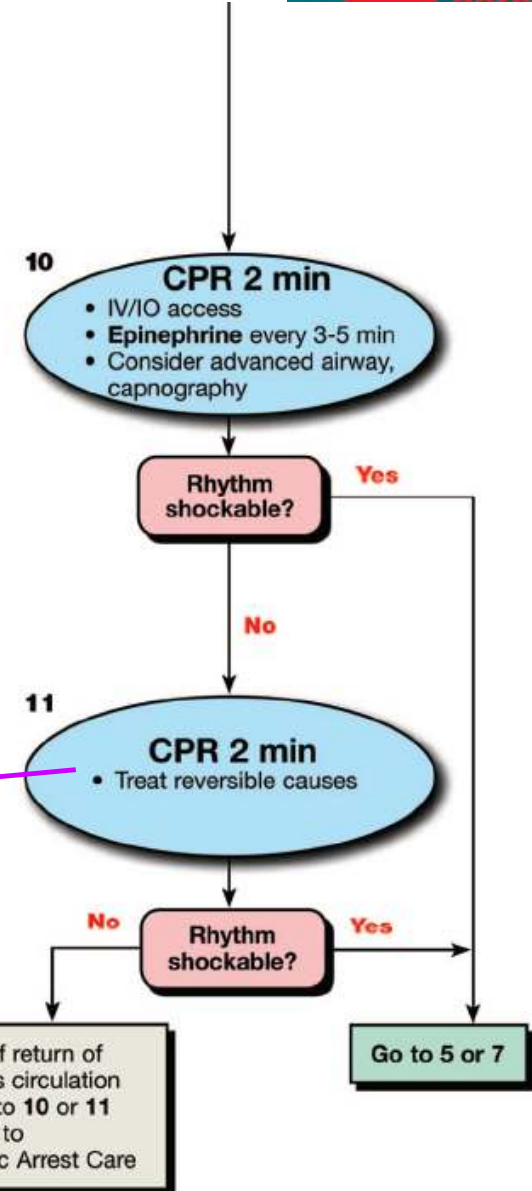 10
CPR 2 min
• IV/IO access
• Epinephrine every 3-5 min
• Consider advanced airway,
capnography
Rhythm
shockable?
Yes
No
11
CPR 2 min
• Treat reversible causes
No
Rhythm
shockable?
Yes
return of
circulation
to 10 or 11
to
Arrest Care
Go to 5 or 7